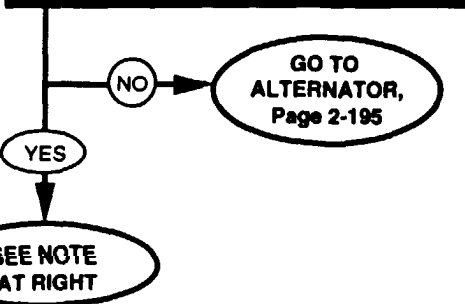 NO
GO TO
ALTERNATOR,
Page 2-195
YES
SEE NOTE
AT RIGHT